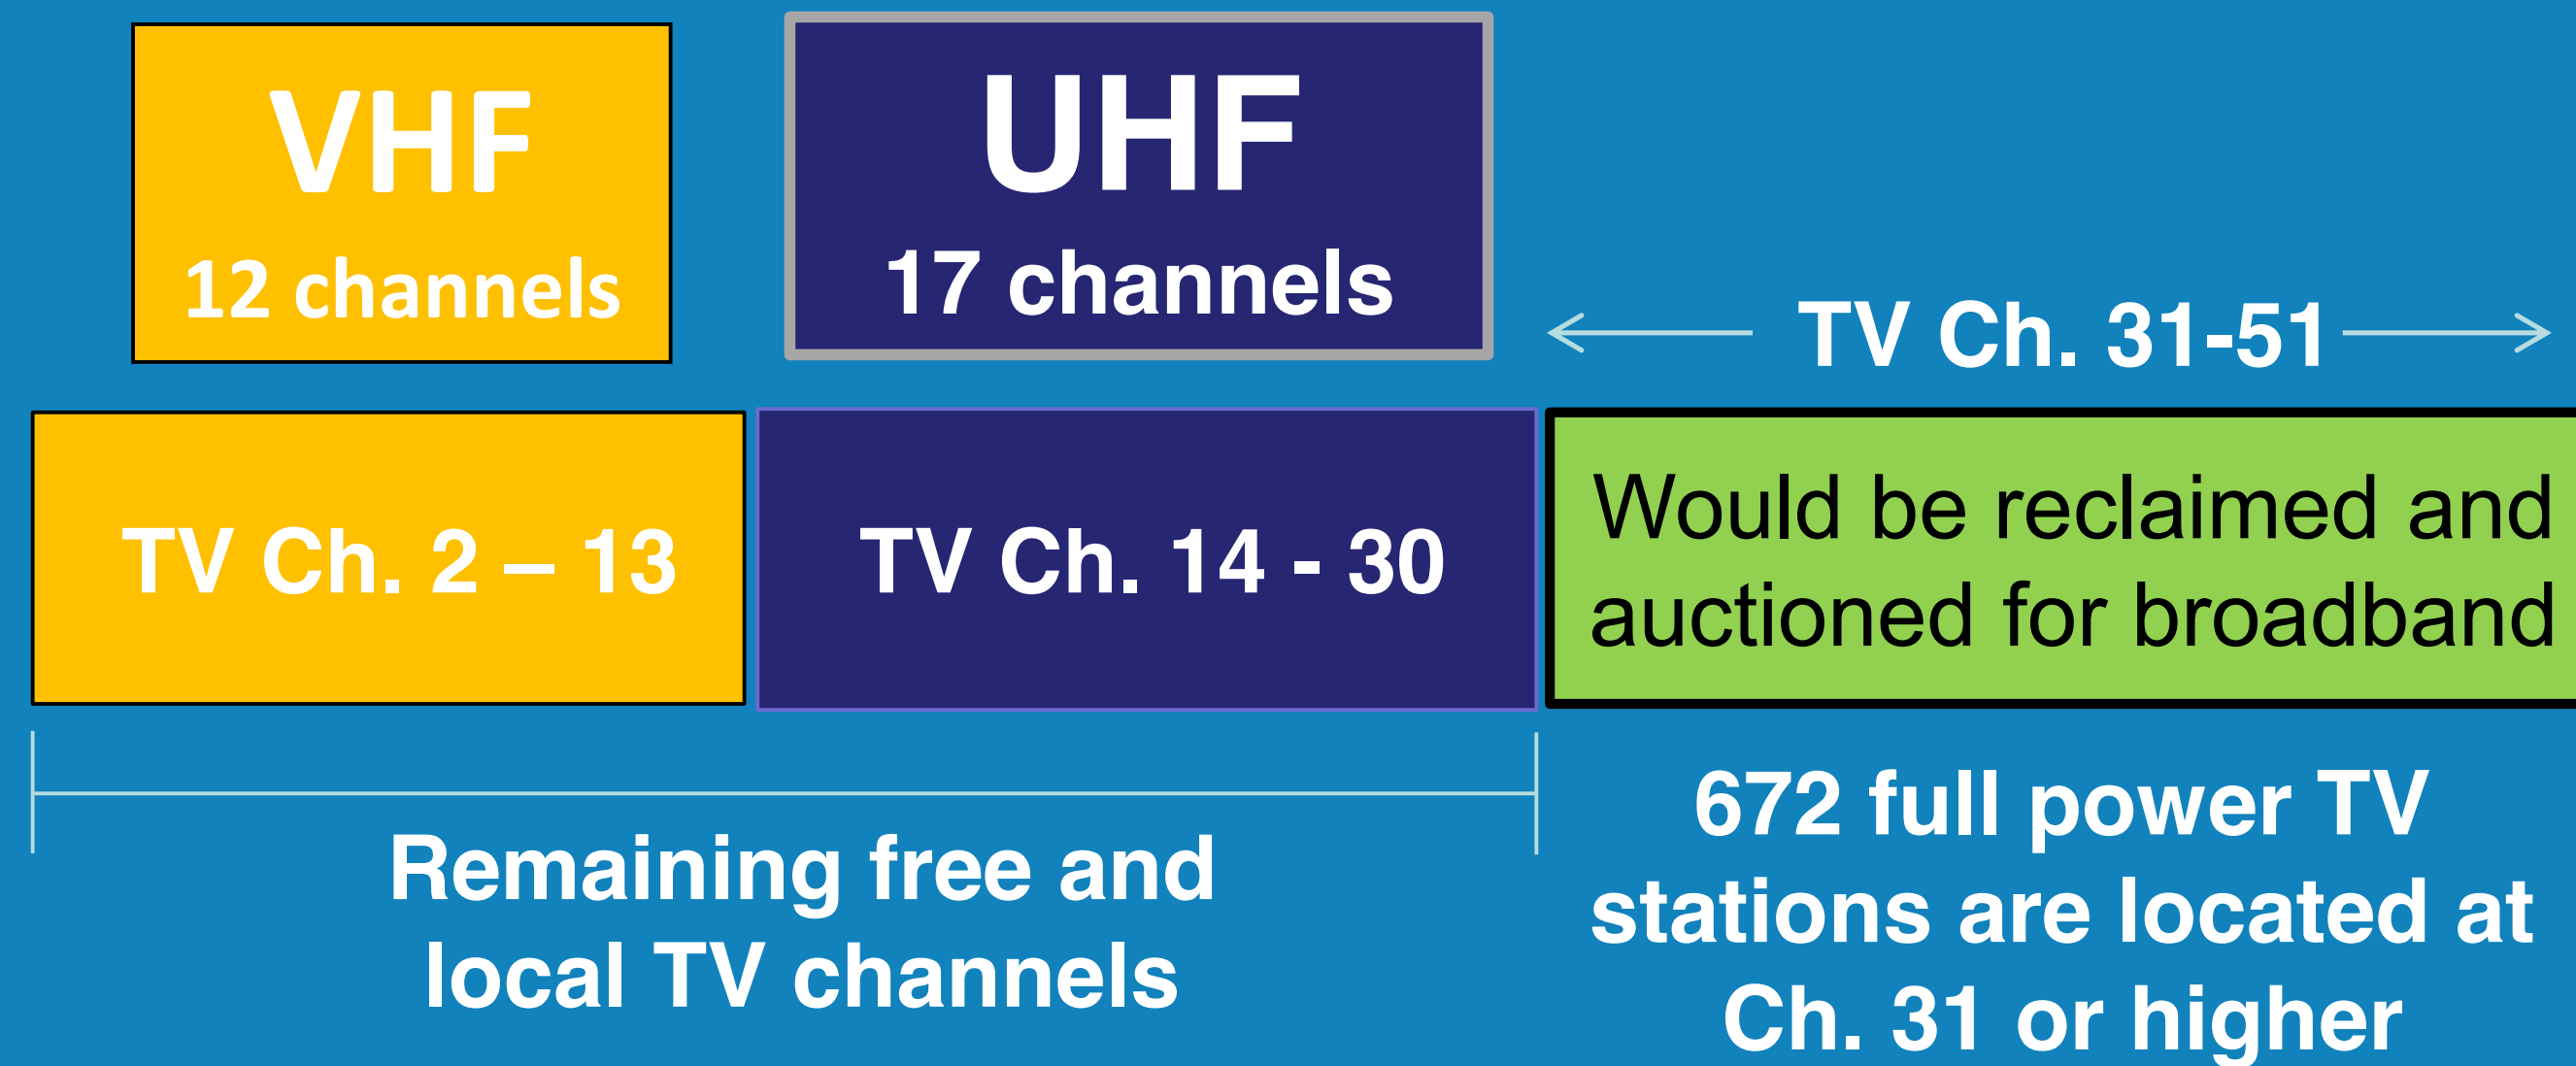 VHF
12 channels
UHF
17 channels
TV Ch. 31-51
TV Ch. 2 – 13
TV Ch. 14 - 30
Would be reclaimed and
auctioned for broadband
Remaining free and
local TV channels
672 full power TV
stations are located at
Ch. 31 or higher